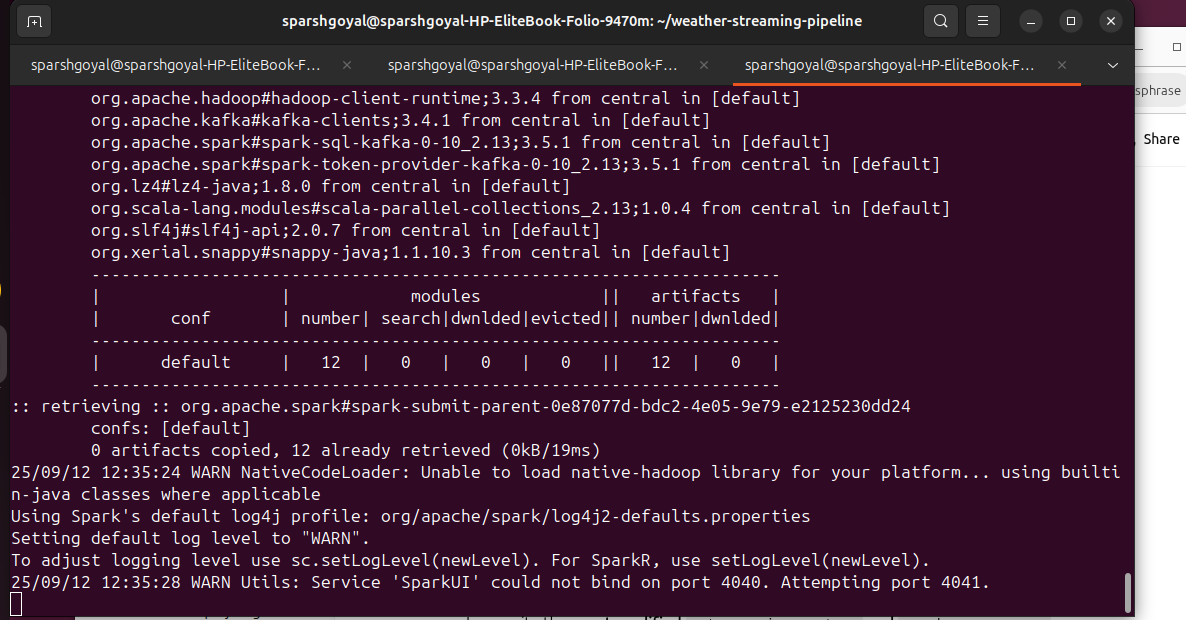 sparshgoyal@sparshgoyal-HP-EliteBook-Folio-9470m: ~/weather-streaming-pipeline
sparshgoyal@sparshgoyal-HP-EliteBook-F... sparshgoyal@sparshgoyal-HP-EliteBook-F... sparshgoyal@sparshgoyal-HP-EliteBook-F...
sphrase
Share
org.apache.hadoop#hadoop-client-runtime;3.3.4 from central in [default]
org.apache.kafka#kafka-clients;3.4.1 from central in [default]
org.apache.spark#spark-sql-kafka-0-10_2.13;3.5.1 from central in [default]
org.apache.spark#spark-token-provider-kafka-0-10_2.13;3.5.1 from central in [default]
org.lz4#lz4-java;1.8.0 from central in [default]
org.scala-lang.modules#scala-parallel-collections_2.13;1.0.4 from central in [default]
org.slf4j#slf4j-api;2.0.7 from central in [default]
org.xerial.snappy#snappy-java;1.1.10.3 from central in [default]
---------------------------------------------------------------------
|                  |            modules            ||   artifacts   |
|       conf       | number| search|dwnlded|evicted|| number|dwnlded|
---------------------------------------------------------------------
|      default     |   12  |   0   |   0   |   0   ||   12  |   0   |
---------------------------------------------------------------------
:: retrieving :: org.apache.spark#spark-submit-parent-0e87077d-bdc2-4e05-9e79-e2125230dd24
confs: [default]
0 artifacts copied, 12 already retrieved (0kB/19ms)
25/09/12 12:35:24 WARN NativeCodeLoader: Unable to load native-hadoop library for your platform... using builti
n-java classes where applicable
Using Spark's default log4j profile: org/apache/spark/log4j2-defaults.properties
Setting default log level to "WARN".
To adjust logging level use sc.setLogLevel(newLevel). For SparkR, use setLogLevel(newLevel).
25/09/12 12:35:28 WARN Utils: Service 'SparkUI' could not bind on port 4040. Attempting port 4041.